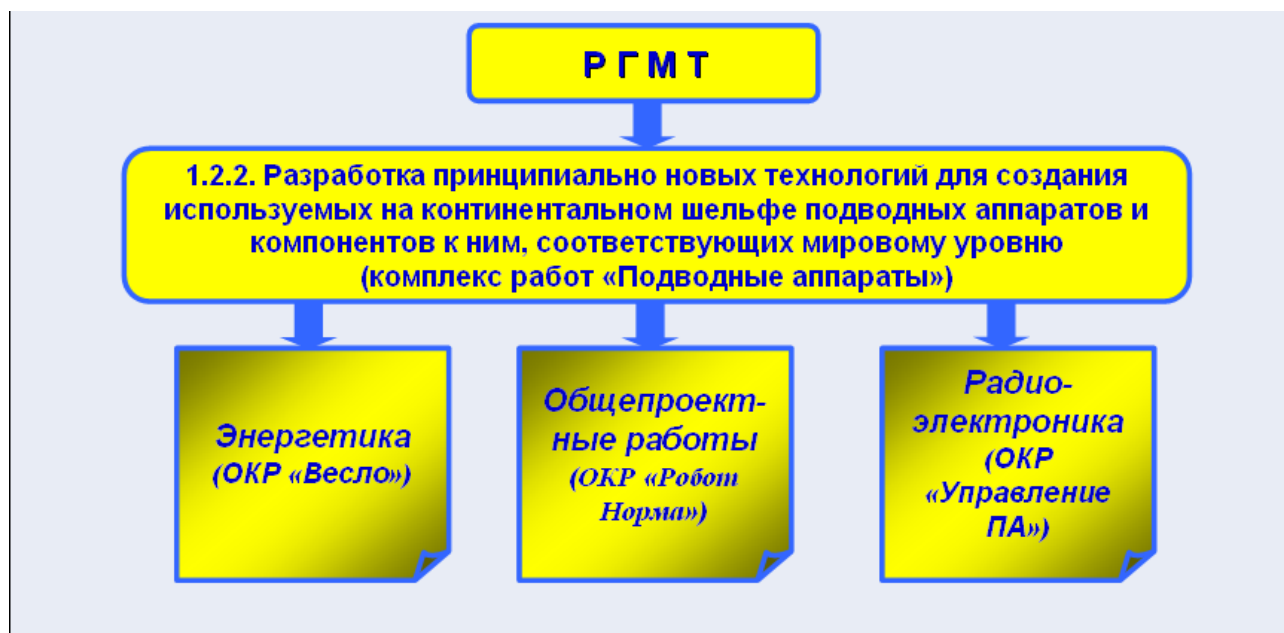 Р Г М Т
1.2.2. Разработка принципиально новых технологий для создания
используемых на континентальном шельфе подводных аппаратов и
компонентов к ним, соответствующих мировому уровню
(комплекс работ «Подводные аппараты»)
Энергетика
(ОКР «Весло»)
Общепроект-
ные работы
(ОКР «Робот
Норма»)
Радио-
электроника
(ОКР
«Управление
ПА»)